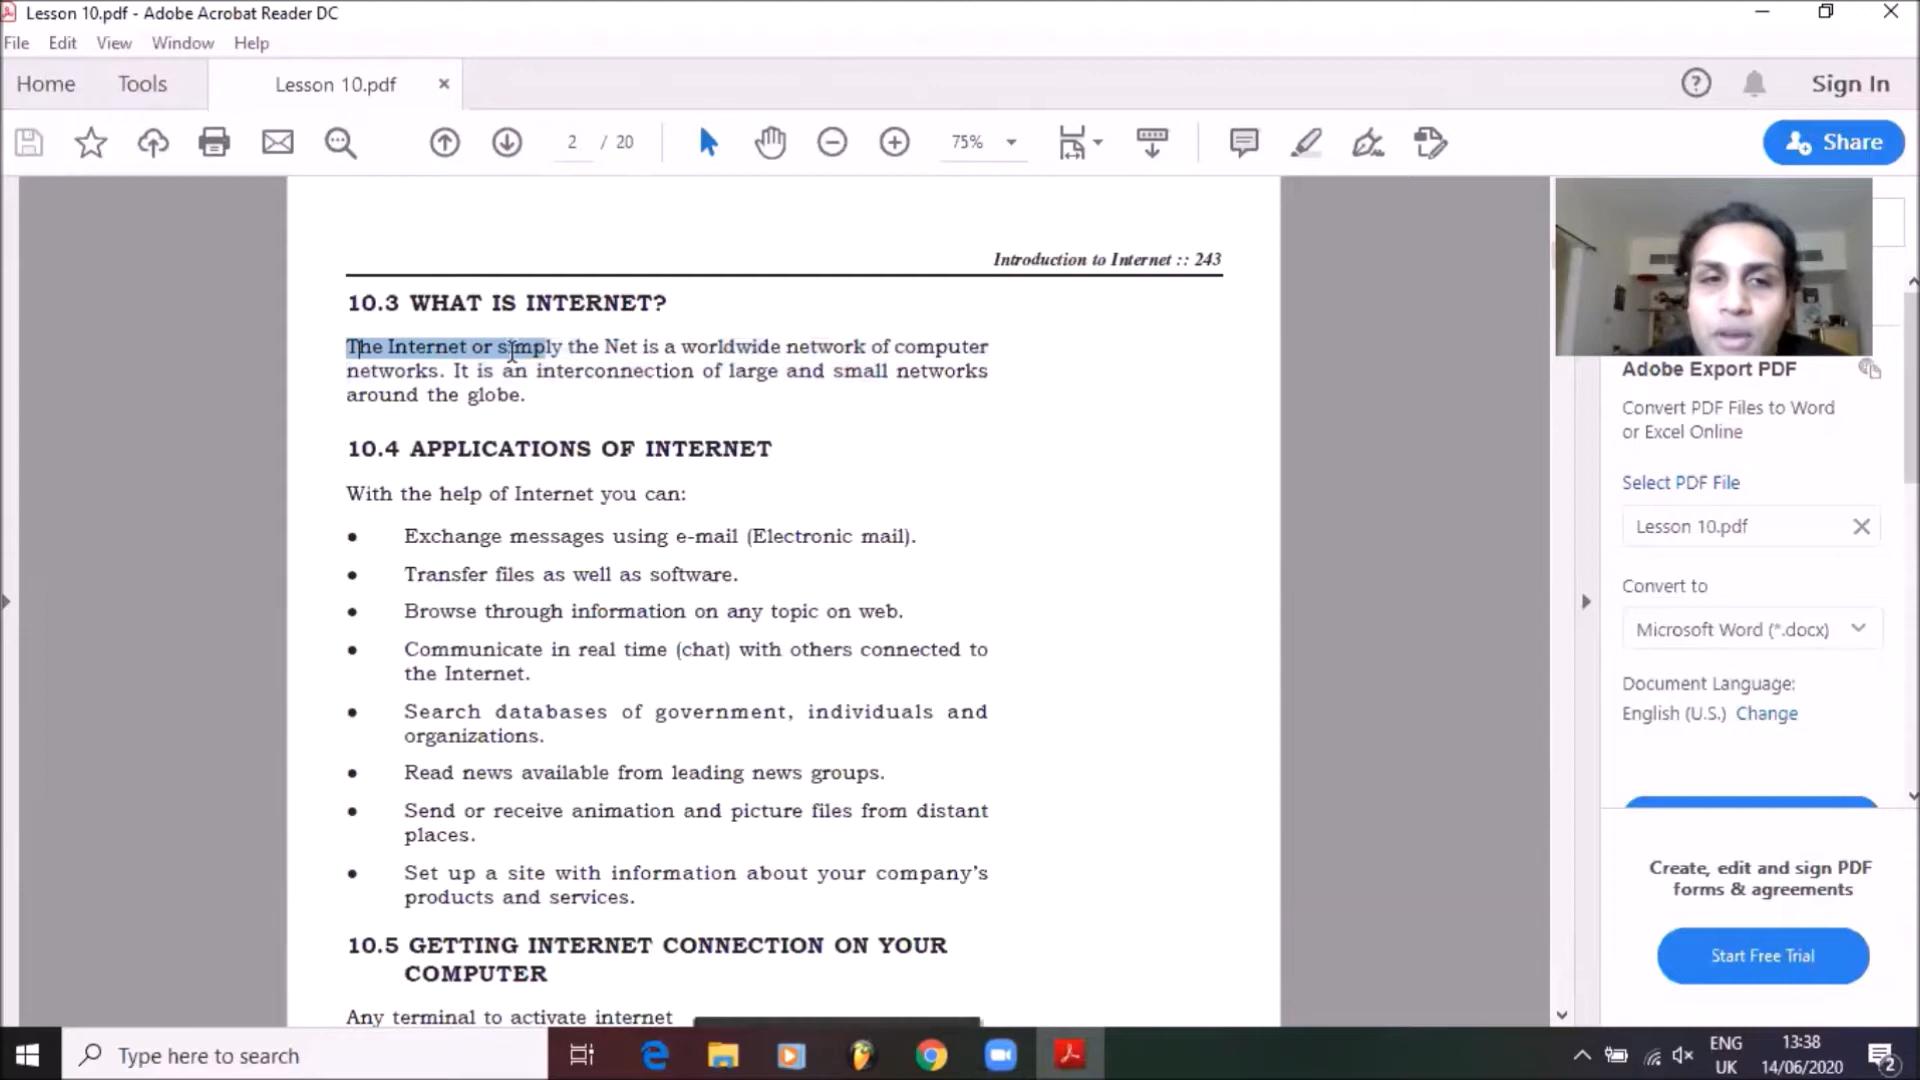 Lesson 10.pdf - Adobe Acrobat Reader DC
File Edit View Window Help
Home Tools Lesson 10.pdf
Sign In
2 / 20
75%
Share
Introduction to Internet :: 243
10.3 WHAT IS INTERNET?
The Internet or simply the Net is a worldwide network of computer
networks. It is an interconnection of large and small networks
around the globe.
10.4 APPLICATIONS OF INTERNET
With the help of Internet you can:
• Exchange messages using e-mail (Electronic mail).
• Transfer files as well as software.
• Browse through information on any topic on web.
• Communicate in real time (chat) with others connected to
the Internet.
• Search databases of government, individuals and
organizations.
• Read news available from leading news groups.
• Send or receive animation and picture files from distant
places.
• Set up a site with information about your company's
products and services.
10.5 GETTING INTERNET CONNECTION ON YOUR
COMPUTER
Any terminal to activate internet
Adobe Export PDF
Convert PDF Files to Word
or Excel Online
Select PDF File
Lesson 10.pdf
Convert to
Microsoft Word (*.docx)
Document Language:
English (U.S.) Change
Create, edit and sign PDF
forms & agreements
Start Free Trial
Type here to search
ENG
UK
13:38
14/06/2020
2